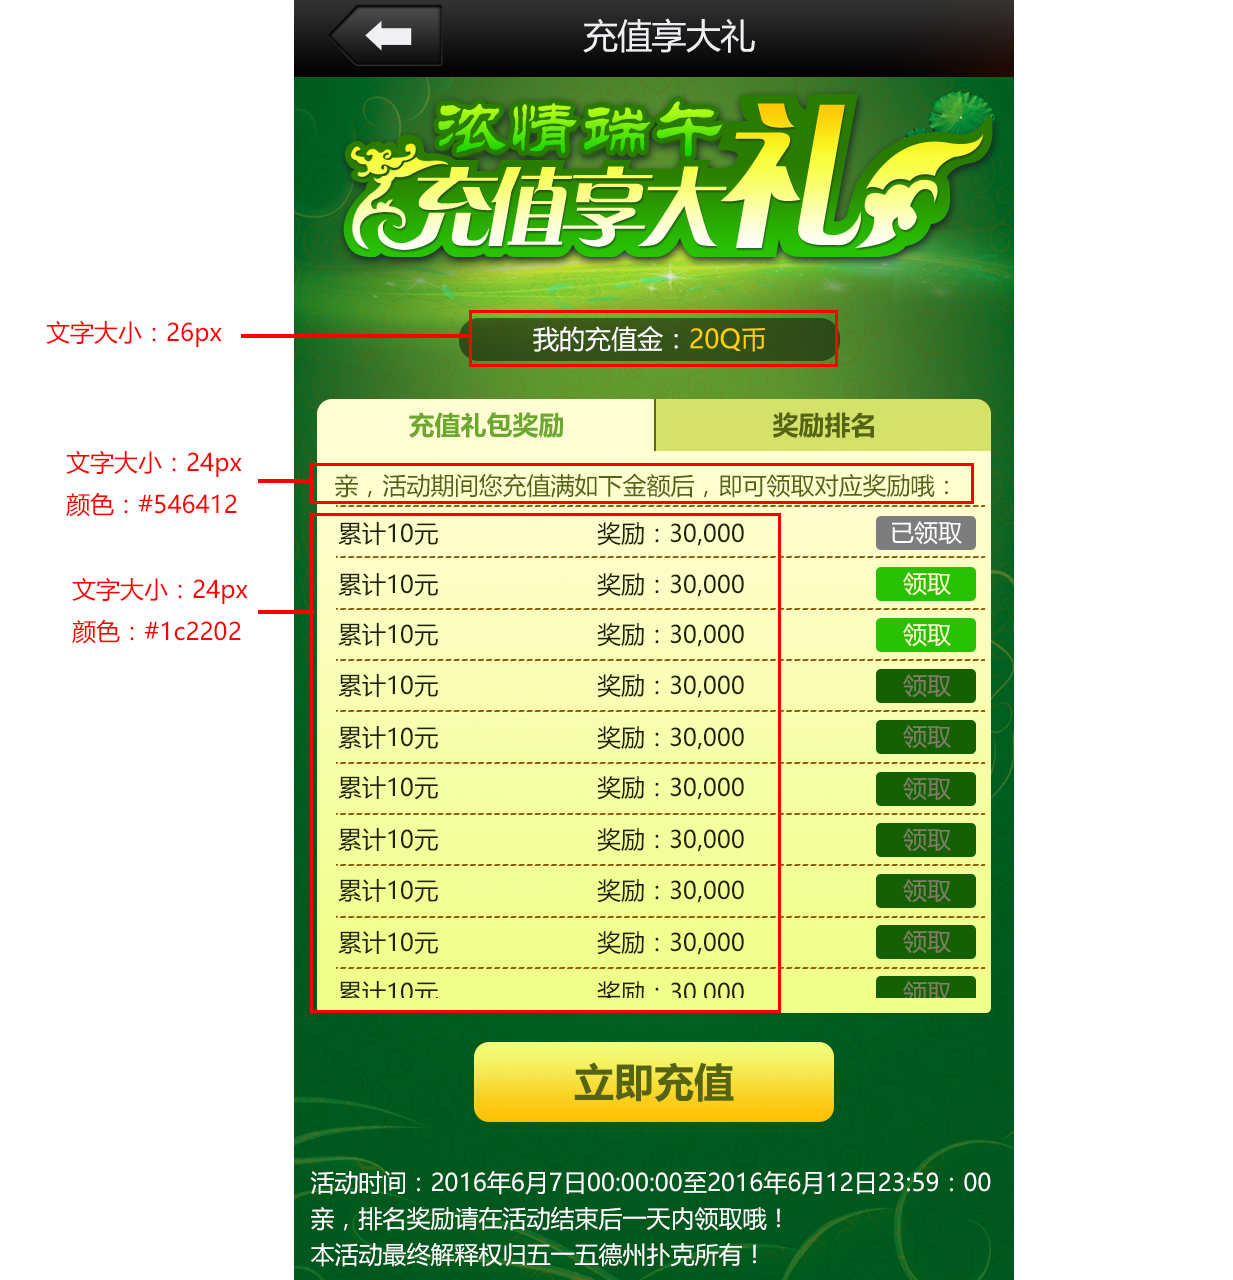 充值享大礼
浓情端午
充值享大礼
文字大小：26px
我的充值金：20Q币
充值礼包奖励
奖励排名
文字大小：24px
颜色：#546412
亲，活动期间您充值满如下金额后，即可领取对应奖励哦：
文字大小：24px
颜色：#1c2202
累计10元 奖励：30,000 已领取
累计10元 奖励：30,000 领取
累计10元 奖励：30,000 领取
累计10元 奖励：30,000 领取
累计10元 奖励：30,000 领取
累计10元 奖励：30,000 领取
累计10元 奖励：30,000 领取
累计10元 奖励：30,000 领取
累计10元 奖励：30,000 领取
累计10元 奖励：30,000 领取
立即充值
活动时间：2016年6月7日00:00:00至2016年6月12日23:59：00
亲，排名奖励请在活动结束后一天内领取哦！
本活动最终解释权归五一五德州扑克所有！